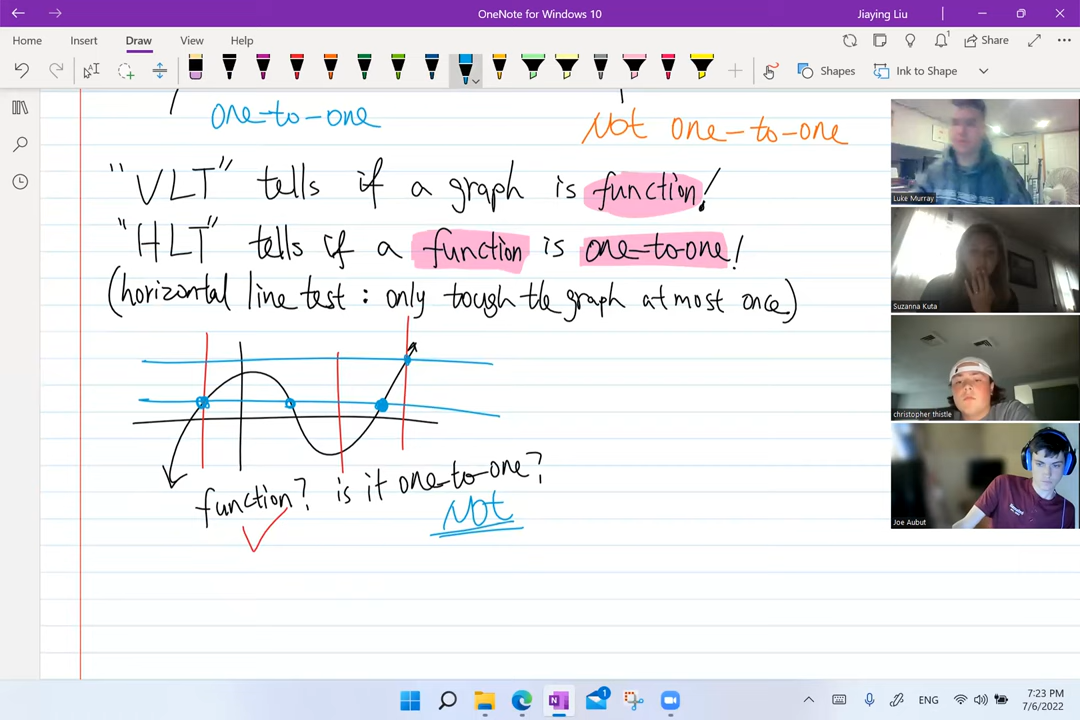 OneNote for Windows 10
Jiaying Liu
Home Insert Draw View Help
Share
Shapes
Ink to Shape
one-to-one
Not one-to-one
"VLT" tells if a graph is function!
"HLT" tells if a function is one-to-one!
(horizontal line test : only tough the graph at most once)
function? is it one-to-one?
Not
Luke Murray
Suzanna Kuta
christopher thistle
Joe Aubut
1
ENG
7:23 PM
7/6/2022